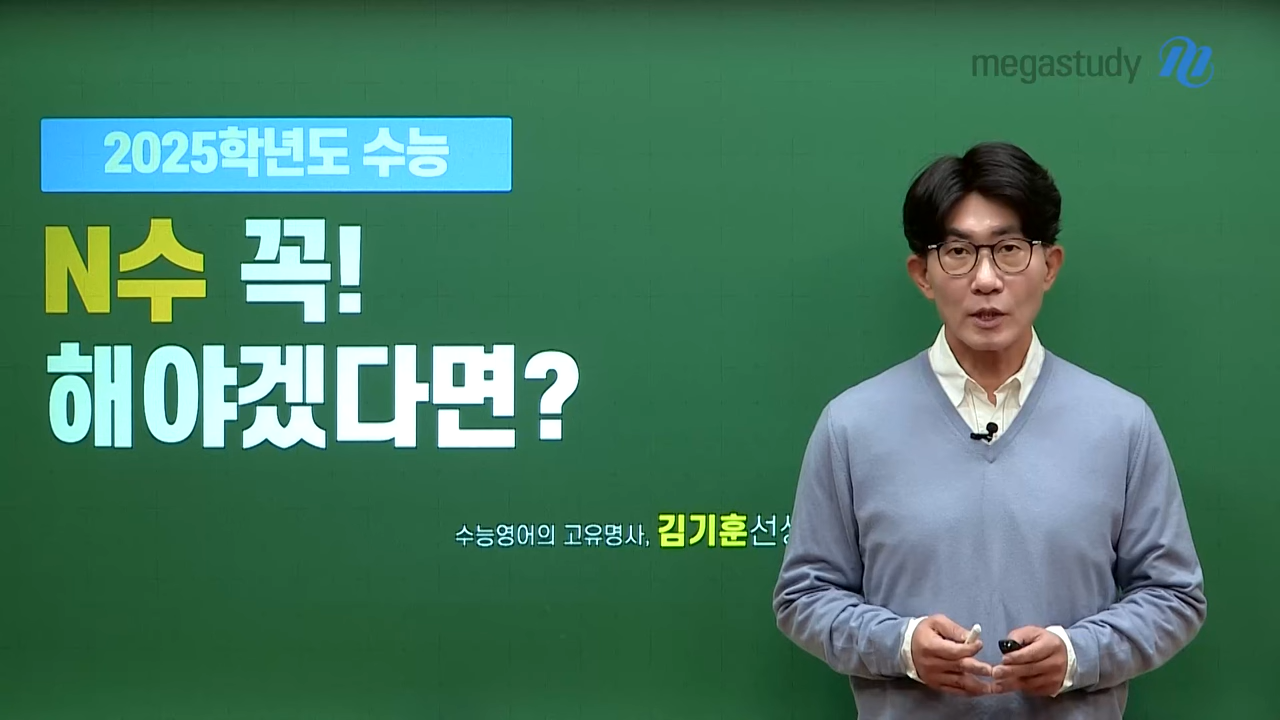 megastudy
2025학년도 수능
N수 꼭!
해야겠다면?
수능영어의 고유명사, 김기훈선생